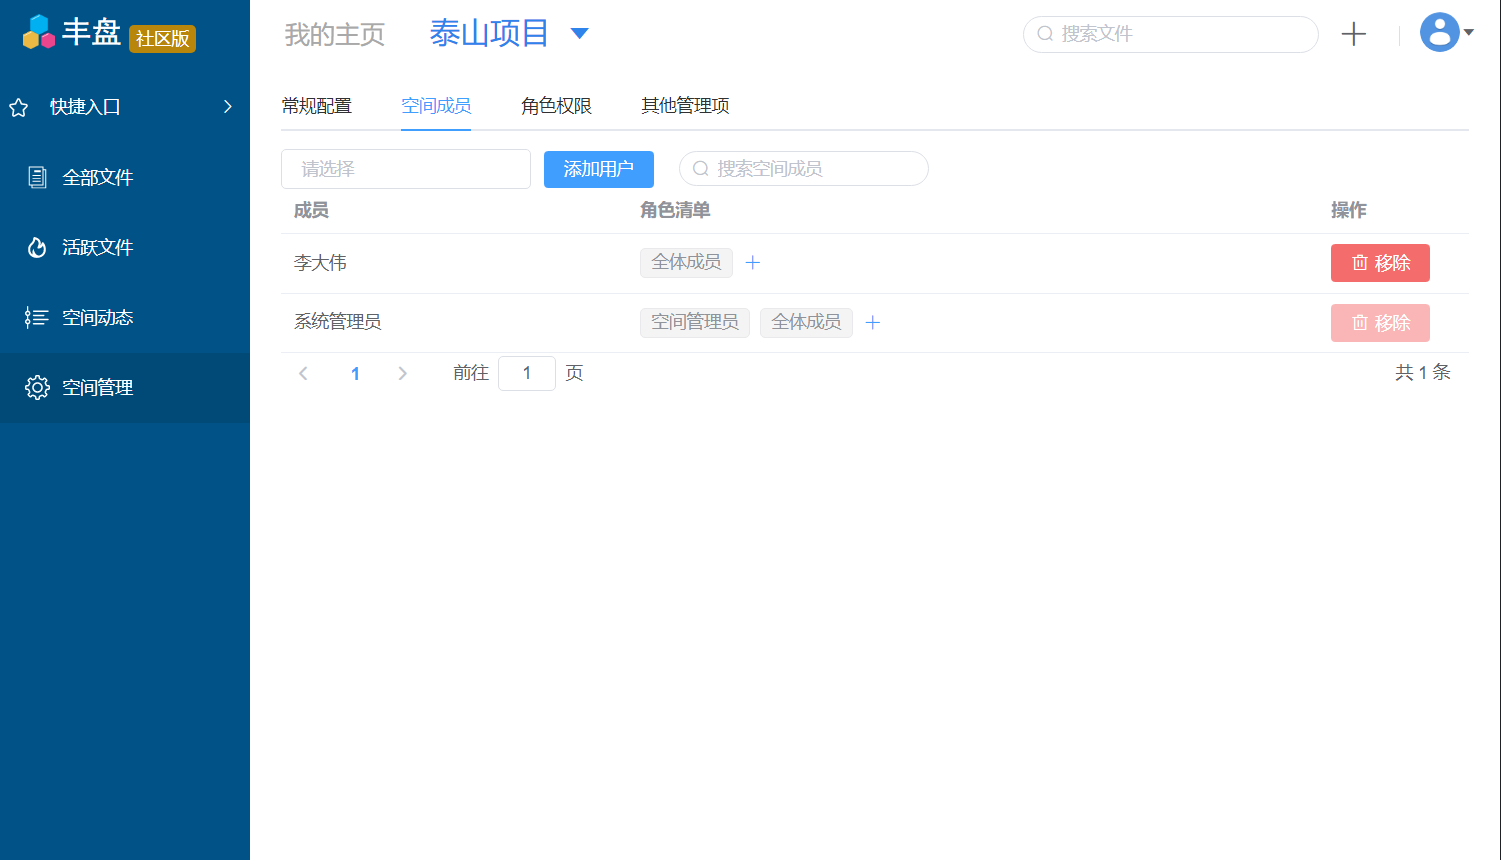 丰盘 社区版
我的主页 泰山项目 搜索文件
快捷入口
全部文件
活跃文件
空间动态
空间管理
常规配置 空间成员 角色权限 其他管理项
请选择 添加用户 搜索空间成员
成员 角色清单 操作
李大伟 全体成员 移除
系统管理员 空间管理员 全体成员 移除
1 前往 1 页 共 1 条